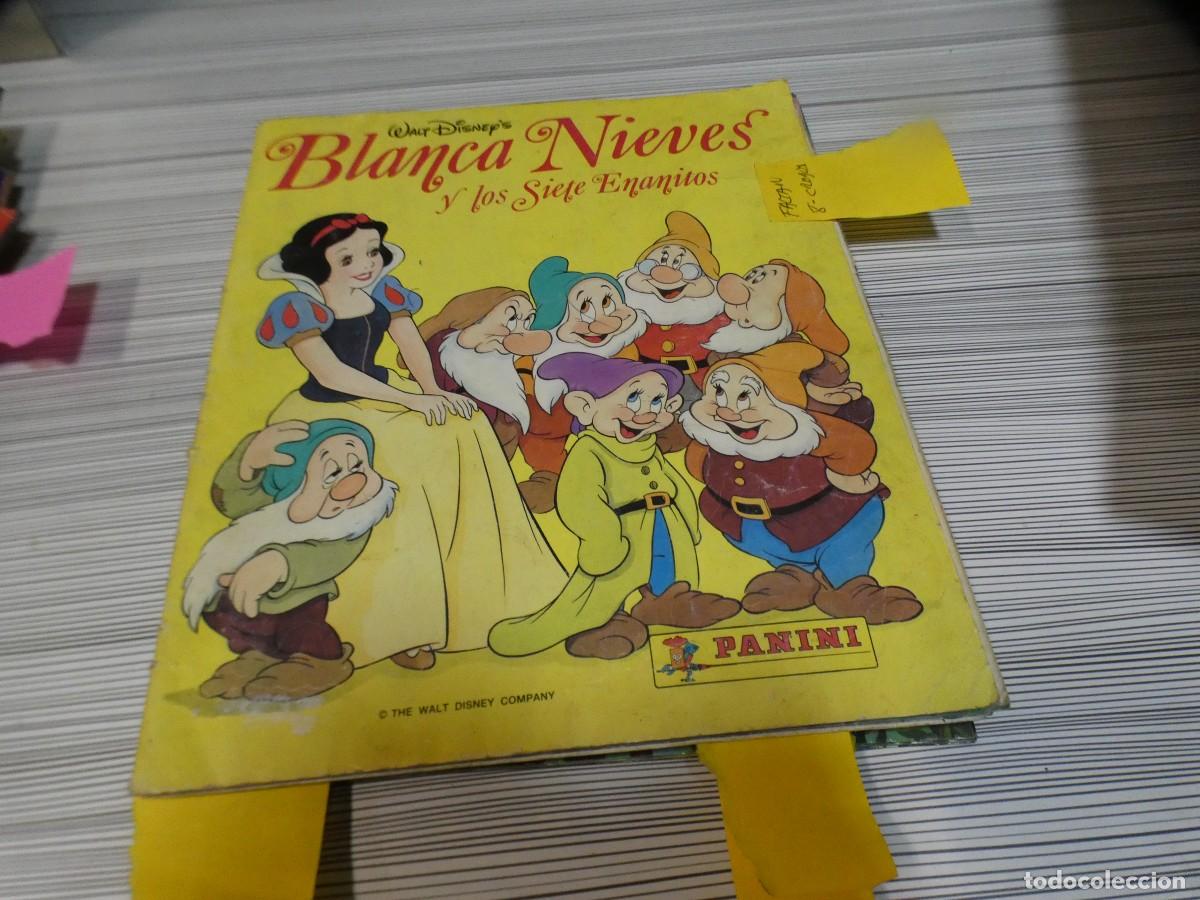 WALT DISNEY'S
Blanca Nieves
y los Siete Enanitos
FALTAN
8-CROMOS
PANINI
© THE WALT DISNEY COMPANY
todocoleccion